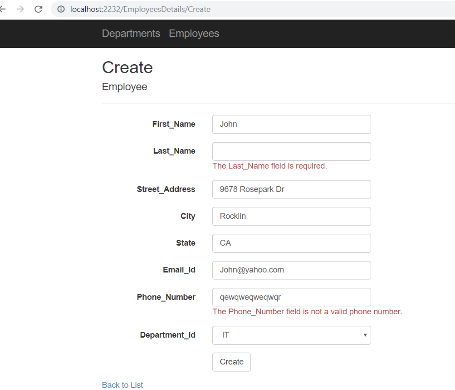 localhost:2232/EmployeesDetails/Create
Departments Employees
Create
Employee
First_Name John
Last_Name
The Last_Name field is required.
Street_Address 9678 Rosepark Dr
City Rocklin
State CA
Email_Id John@yahoo.com
Phone_Number qewqweqweqwqr
The Phone_Number field is not a valid phone number.
Department_Id IT
Create
Back to List